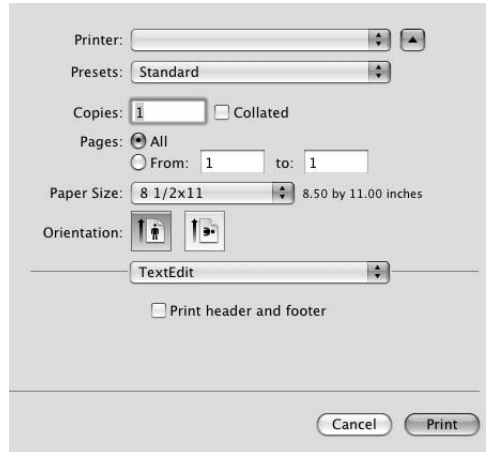 Printer:
Presets: Standard
Copies: 1 Collated
Pages: All
From: 1 to: 1
Paper Size: 8 1/2x11 8.50 by 11.00 inches
Orientation:
TextEdit
Print header and footer
Cancel Print